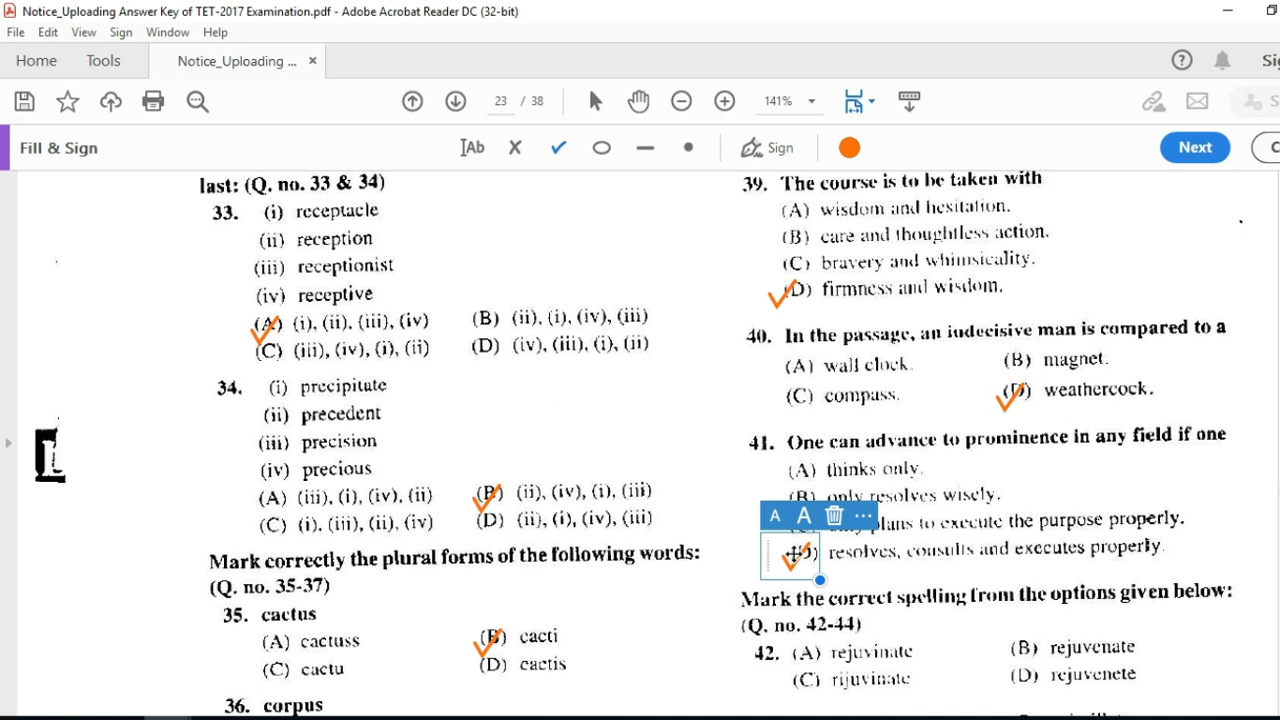 Notice_Uploading Answer Key of TET-2017 Examination.pdf - Adobe Acrobat Reader DC (32-bit)
File Edit View Sign Window Help
Home Tools Notice_Uploading ... ×
23 / 38 141%
Fill & Sign Ab Sign Next
last: (Q. no. 33 & 34)
33. (i) receptacle
(ii) reception
(iii) receptionist
(iv) receptive
(A) (i), (ii), (iii), (iv) (B) (ii), (i), (iv), (iii)
(C) (iii), (iv), (i), (ii) (D) (iv), (iii), (i), (ii)
34. (i) precipitate
(ii) precedent
(iii) precision
(iv) precious
(A) (iii), (i), (iv), (ii) (B) (ii), (iv), (i), (iii)
(C) (i), (iii), (ii), (iv) (D) (ii), (i), (iv), (iii)
Mark correctly the plural forms of the following words:
(Q. no. 35-37)
35. cactus
(A) cactuss (B) cacti
(C) cactu (D) cactis
36. corpus
39. The course is to be taken with
(A) wisdom and hesitation.
(B) care and thoughtless action.
(C) bravery and whimsicality.
(D) firmness and wisdom.
40. In the passage, an indecisive man is compared to a
(A) wall clock. (B) magnet.
(C) compass. (D) weathercock.
41. One can advance to prominence in any field if one
(A) thinks only.
(B) only resolves wisely.
A A ...
plans to execute the purpose properly.
(D) resolves, consults and executes properly.
Mark the correct spelling from the options given below:
(Q. no. 42-44)
42. (A) rejuvinate (B) rejuvenate
(C) rijuvinate (D) rejuvenete